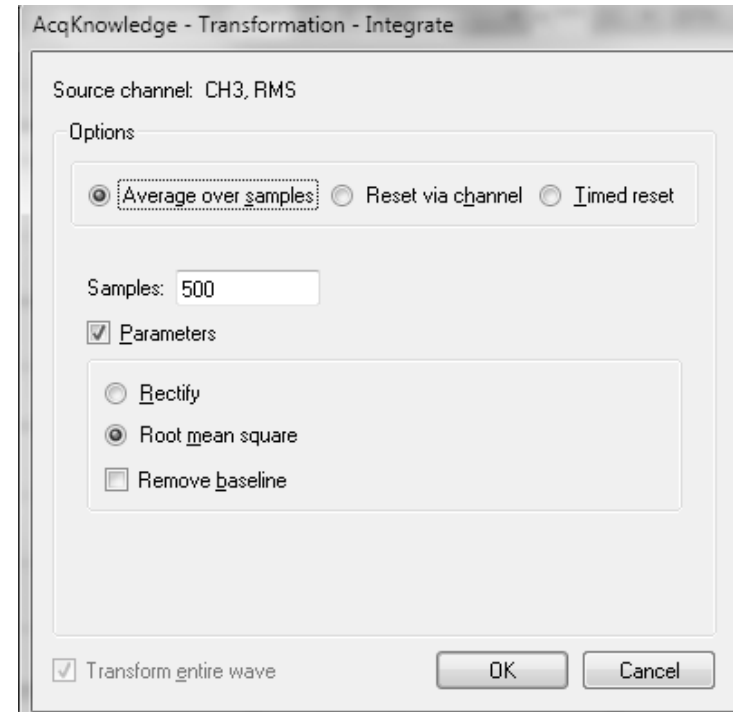 AcqKnowledge - Transformation - Integrate
Source channel: CH3, RMS
Options
Average over samples Reset via channel Timed reset
Samples: 500
Parameters
Rectify
Root mean square
Remove baseline
Transform entire wave OK Cancel